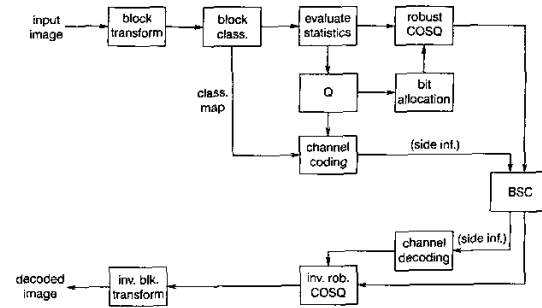 input
image
block
transform
block
class.
evaluate
statistics
robust
COSQ
class.
map
Q
bit
allocation
channel
coding
(side inf.)
BSC
channel
decoding
(side inf.)
decoded
image
inv. blk.
transform
inv. rob.
COSQ